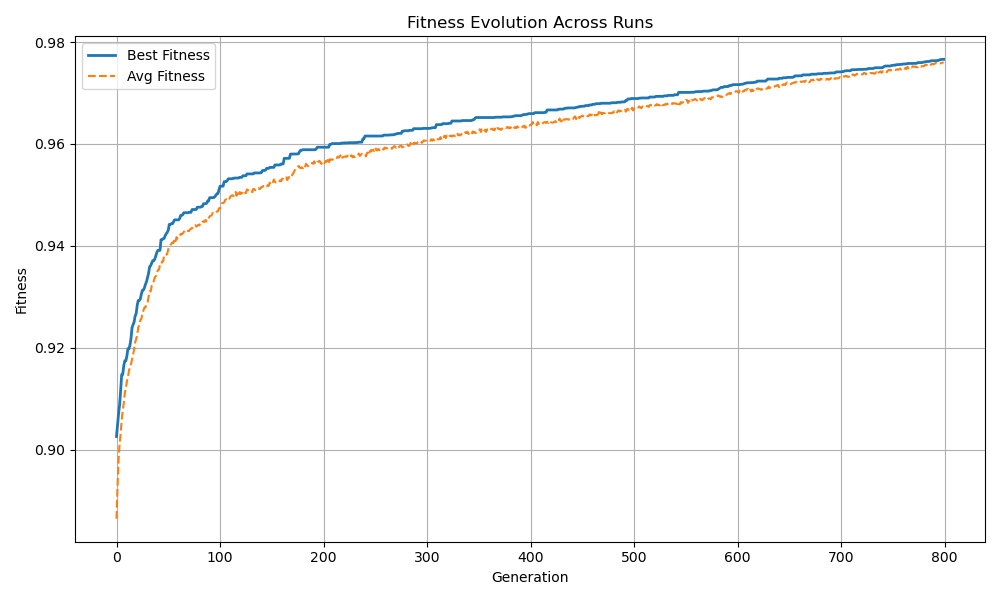 Fitness Evolution Across Runs
Best Fitness
Avg Fitness
Fitness
0.98
0.96
0.94
0.92
0.90
0 100 200 300 400 500 600 700 800
Generation